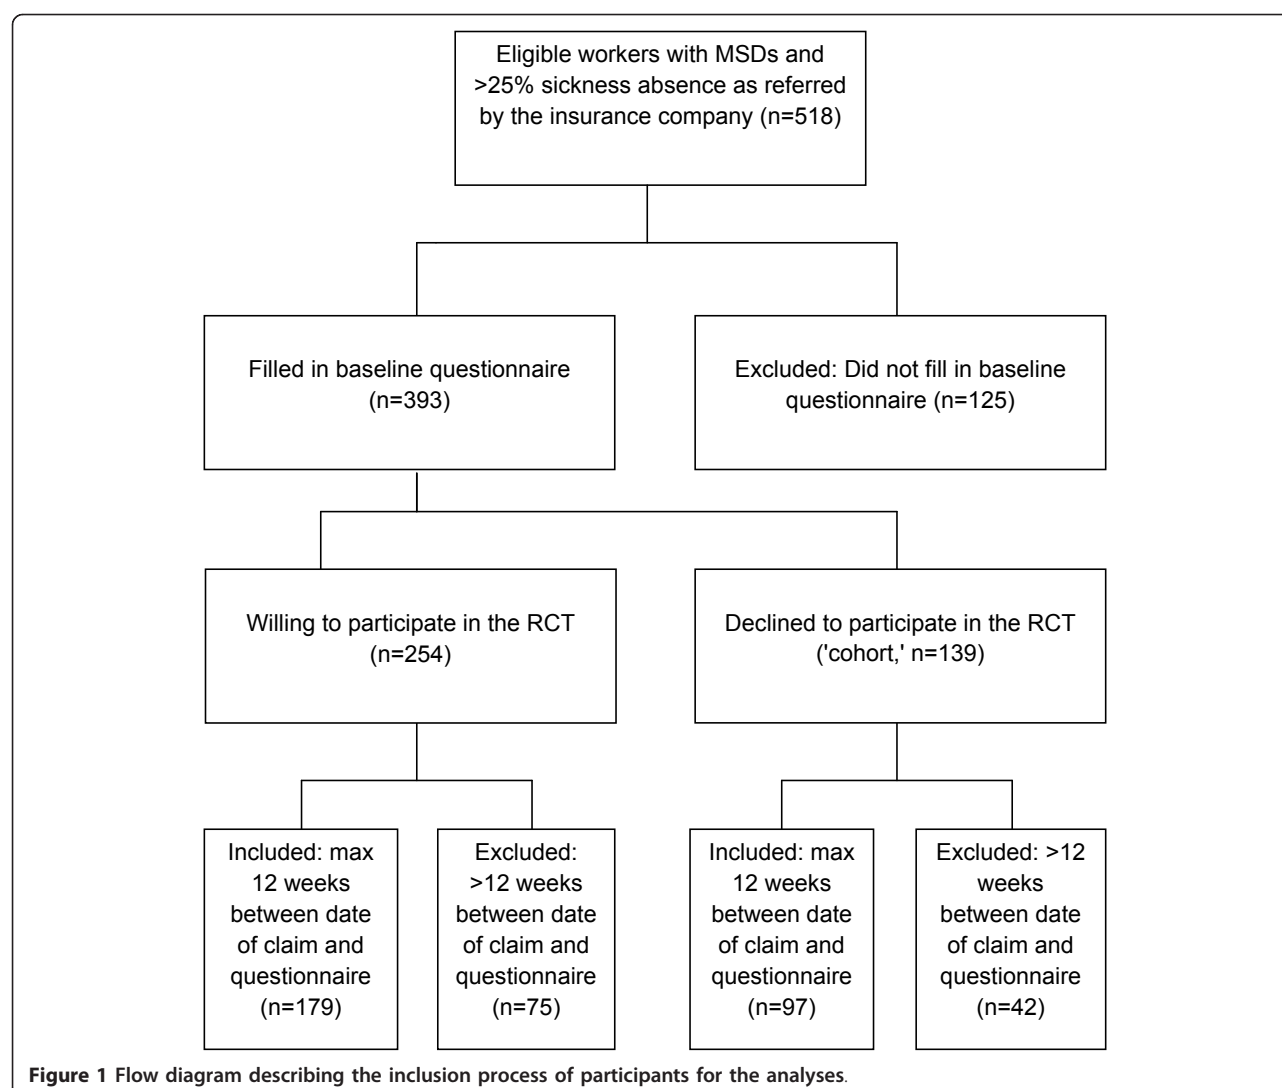 Eligible workers with MSDs and
>25% sickness absence as referred
by the insurance company (n=518)
Filled in baseline questionnaire
(n=393)
Excluded: Did not fill in baseline
questionnaire (n=125)
Willing to participate in the RCT
(n=254)
Declined to participate in the RCT
('cohort,' n=139)
Included: max
12 weeks
between date
of claim and
questionnaire
(n=179)
Excluded:
>12 weeks
between date
of claim and
questionnaire
(n=75)
Included: max
12 weeks
between date
of claim and
questionnaire
(n=97)
Excluded: >12
weeks
between date
of claim and
questionnaire
(n=42)
Figure 1 Flow diagram describing the inclusion process of participants for the analyses.